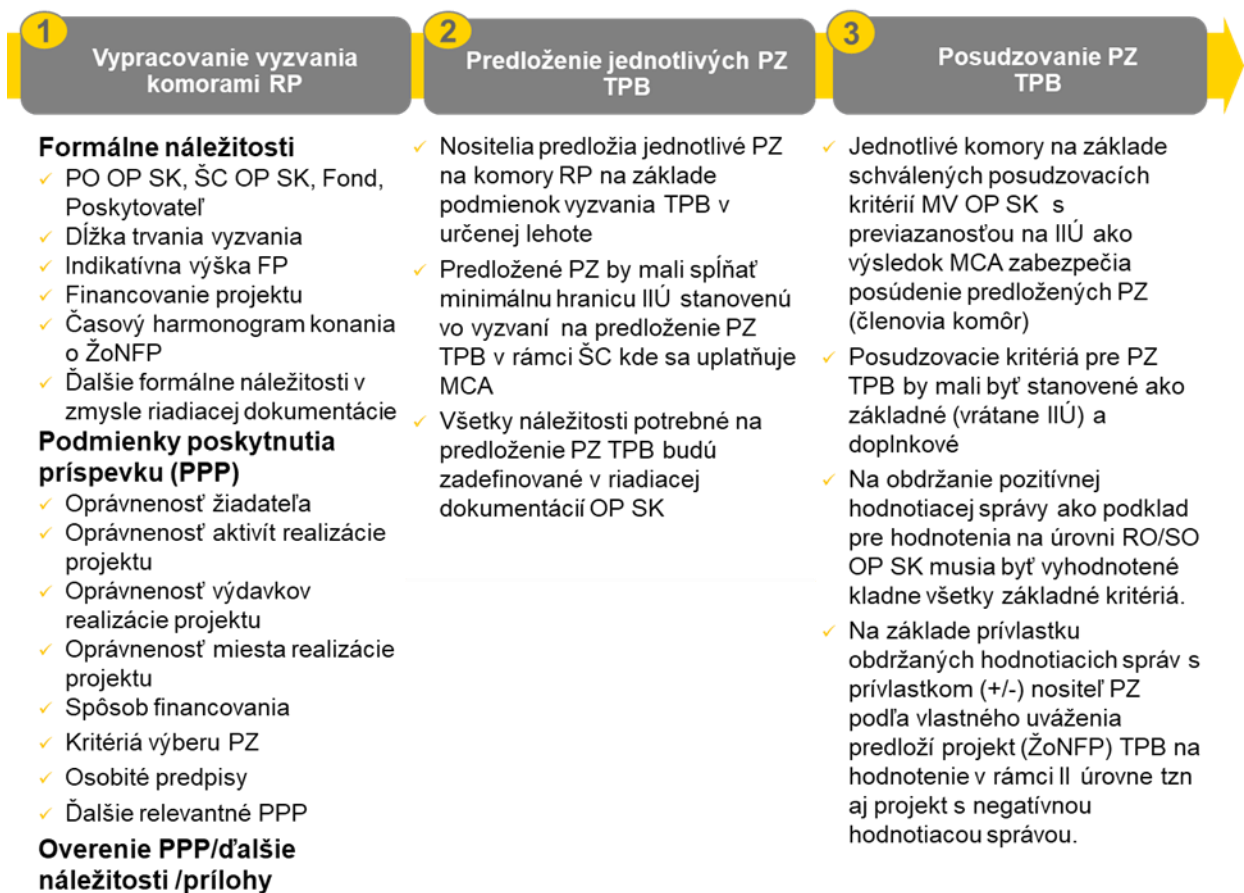 1
Vypracovanie vyzvania
komorami RP
2
Predloženie jednotlivých PZ
TPB
3
Posudzovanie PZ
TPB
Formálne náležitosti
PO OP SK, ŠC OP SK, Fond,
Poskytovateľ
Dĺžka trvania vyzvania
Indikatívna výška FP
Financovanie projektu
Časový harmonogram konania
o ŽoNFP
Ďalšie formálne náležitosti v
zmysle riadiacej dokumentácie
Podmienky poskytnutia
príspevku (PPP)
Oprávnenosť žiadateľa
Oprávnenosť aktivít realizácie
projektu
Oprávnenosť výdavkov
realizácie projektu
Oprávnenosť miesta realizácie
projektu
Spôsob financovania
Kritériá výberu PZ
Osobité predpisy
Ďalšie relevantné PPP
Overenie PPP/ďalšie
náležitosti /prílohy
Nositelia predložia jednotlivé PZ
na komory RP na základe
podmienok vyzvania TPB v
určenej lehote
Predložené PZ by mali spĺňať
minimálnu hranicu IIÚ stanovenú
vo vyzvaní na predloženie PZ
TPB v rámci ŠC kde sa uplatňuje
MCA
Všetky náležitosti potrebné na
predloženie PZ TPB budú
zadefinované v riadiacej
dokumentácií OP SK
Jednotlivé komory na základe
schválených posudzovacích
kritérií MV OP SK s
previazanosťou na IIÚ ako
výsledok MCA zabezpečia
posúdenie predložených PZ
(členovia komôr)
Posudzovacie kritériá pre PZ
TPB by mali byť stanovené ako
základné (vrátane IIÚ) a
doplnkové
Na obdržanie pozitívnej
hodnotiacej správy ako podklad
pre hodnotenia na úrovni RO/SO
OP SK musia byť vyhodnotené
kladne všetky základné kritériá.
Na základe prívlastku
obdržaných hodnotiacich správ s
prívlastkom (+/-) nositeľ PZ
podľa vlastného uváženia
predloží projekt (ŽoNFP) TPB na
hodnotenie v rámci II úrovne tzn
aj projekt s negatívnou
hodnotiacou správou.